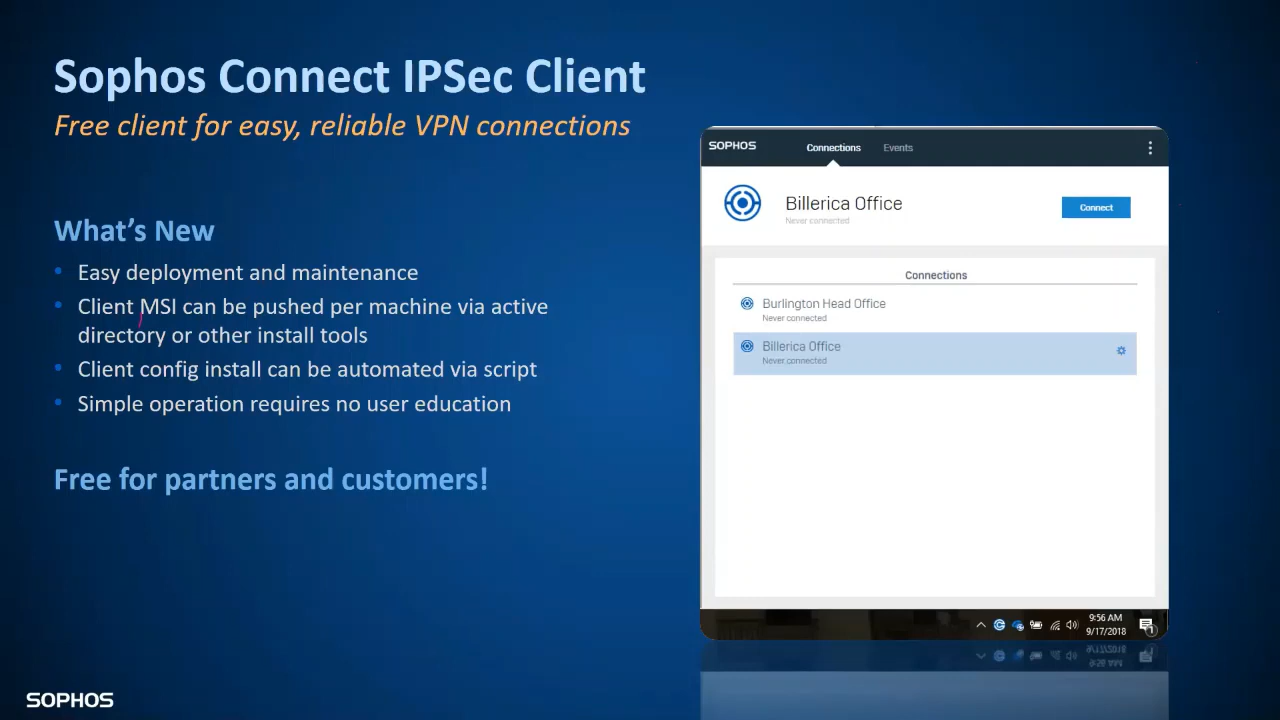 Sophos Connect IPSec Client
Free client for easy, reliable VPN connections
What's New
• Easy deployment and maintenance
• Client MSI can be pushed per machine via active
directory or other install tools
• Client config install can be automated via script
• Simple operation requires no user education
Free for partners and customers!
SOPHOS
SOPHOS Connections Events
Billerica Office
Never connected
Connect
Connections
Burlington Head Office
Never connected
Billerica Office
Never connected
9:56 AM
9/17/2018
1